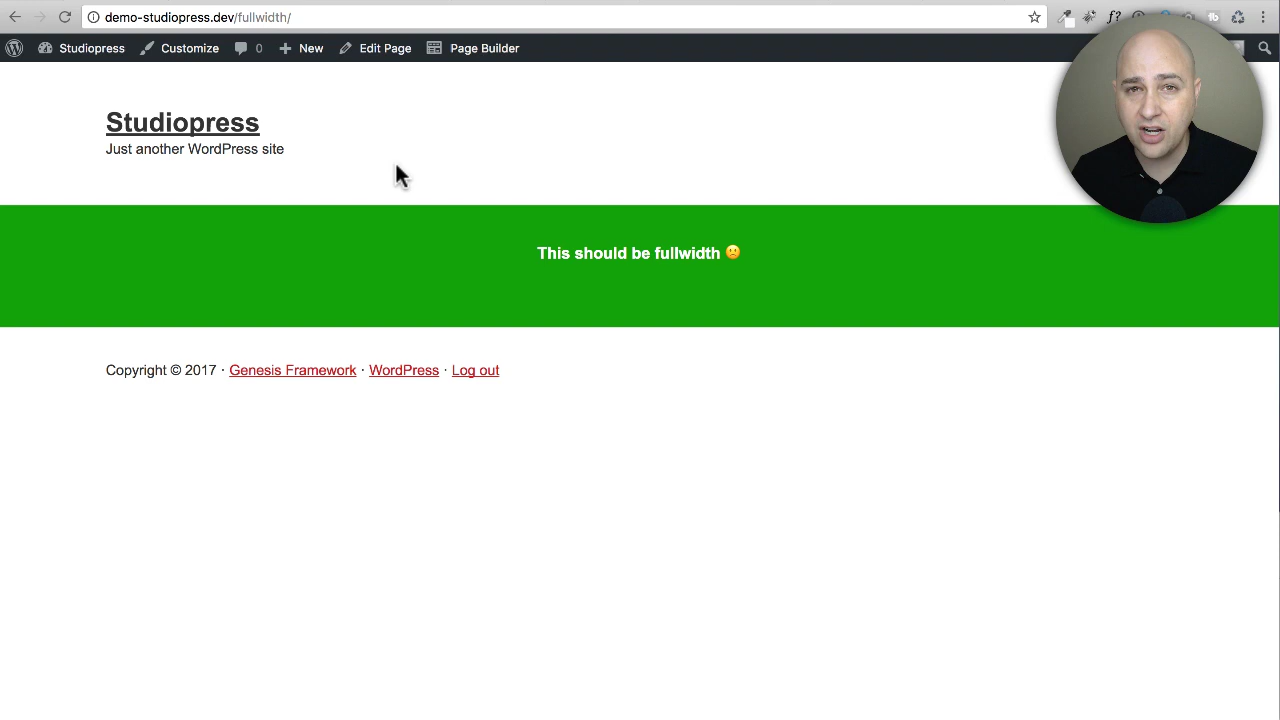 demo-studiopress.dev/fullwidth/
f?
tb
Studiopress
Customize
0
New
Edit Page
Page Builder
Studiopress
Just another WordPress site
This should be fullwidth 🙁
Copyright © 2017 · Genesis Framework · WordPress · Log out